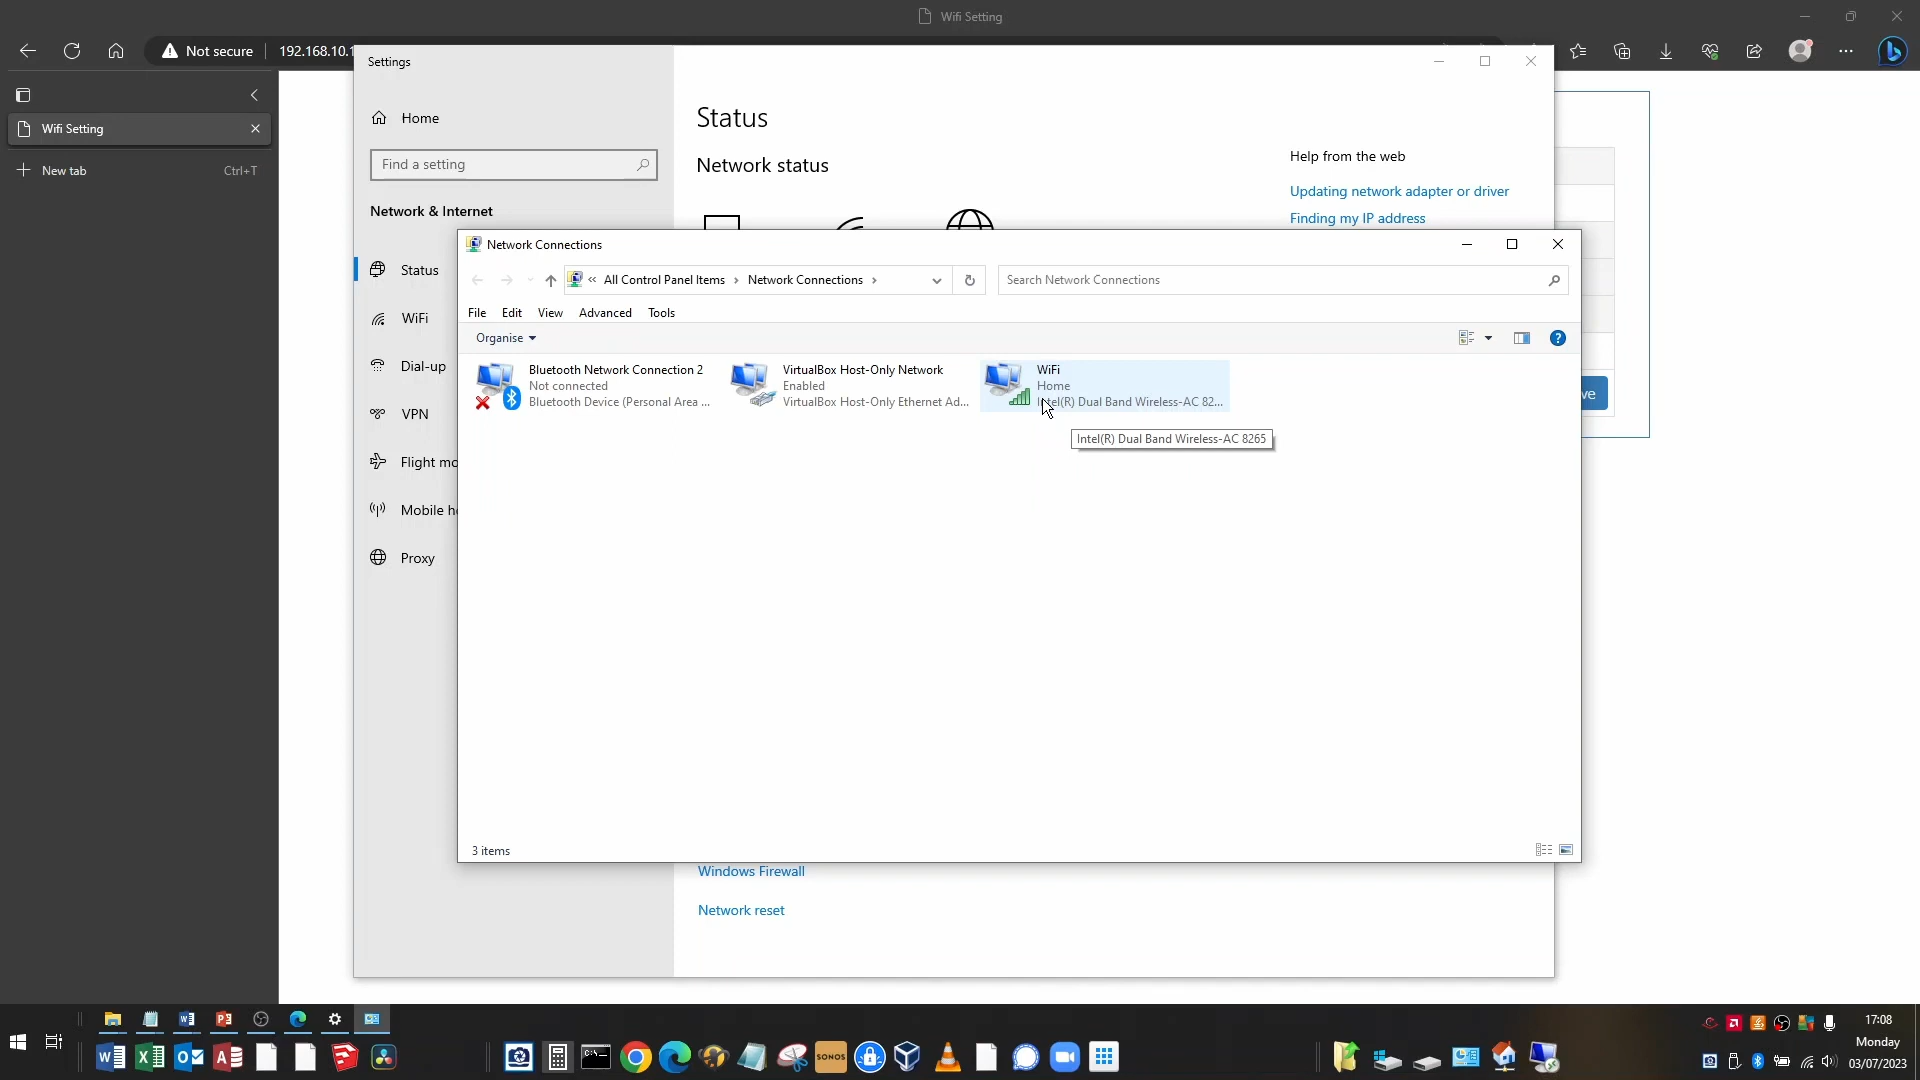 Wifi Setting
Not secure
192.168.10.1
Wifi Setting
New tab
Ctrl+T
Settings
Home
Find a setting
Network & Internet
Status
WiFi
Dial-up
VPN
Flight mo
Mobile h
Proxy
Status
Network status
Help from the web
Updating network adapter or driver
Finding my IP address
Network Connections
« All Control Panel Items › Network Connections ›
Search Network Connections
File Edit View Advanced Tools
Organise
Bluetooth Network Connection 2
Not connected
Bluetooth Device (Personal Area ...
VirtualBox Host-Only Network
Enabled
VirtualBox Host-Only Ethernet Ad...
WiFi
Home
Intel(R) Dual Band Wireless-AC 82...
Intel(R) Dual Band Wireless-AC 8265
ve
3 items
Windows Firewall
Network reset
SONOS
17:08
Monday
03/07/2023